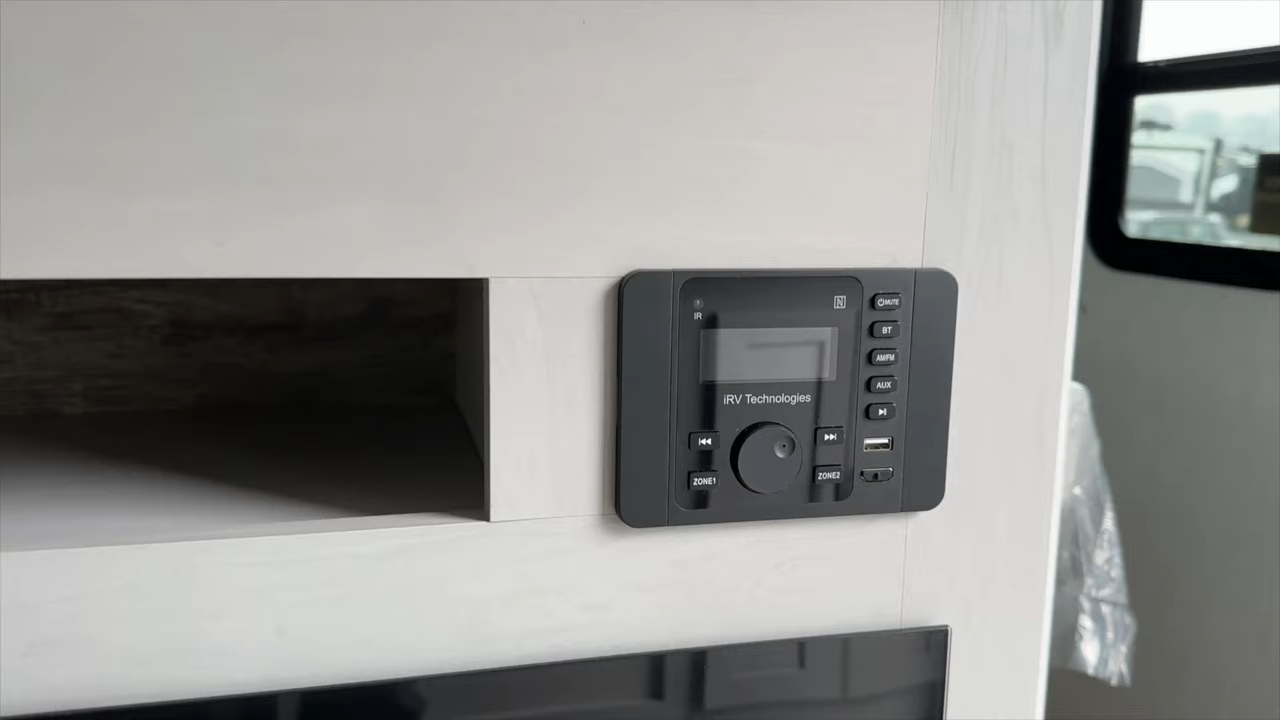 IR
N
MUTE
BT
AM/FM
AUX
iRV Technologies
ZONE1
ZONE2